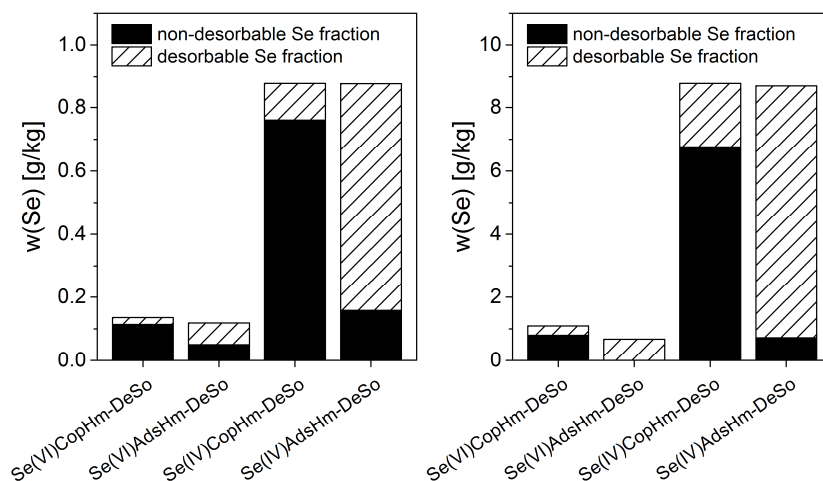 non-desorbable Se fraction
desorbable Se fraction
w(Se) [g/kg]
1.0
0.8
0.6
0.4
0.2
0.0
Se(VI)CopHm-DeSo
Se(VI)AdsHm-DeSo
Se(IV)CopHm-DeSo
Se(IV)AdsHm-DeSo
non-desorbable Se fraction
desorbable Se fraction
w(Se) [g/kg]
10
8
6
4
2
0
Se(VI)CopHm-DeSo
Se(VI)AdsHm-DeSo
Se(IV)CopHm-DeSo
Se(IV)AdsHm-DeSo